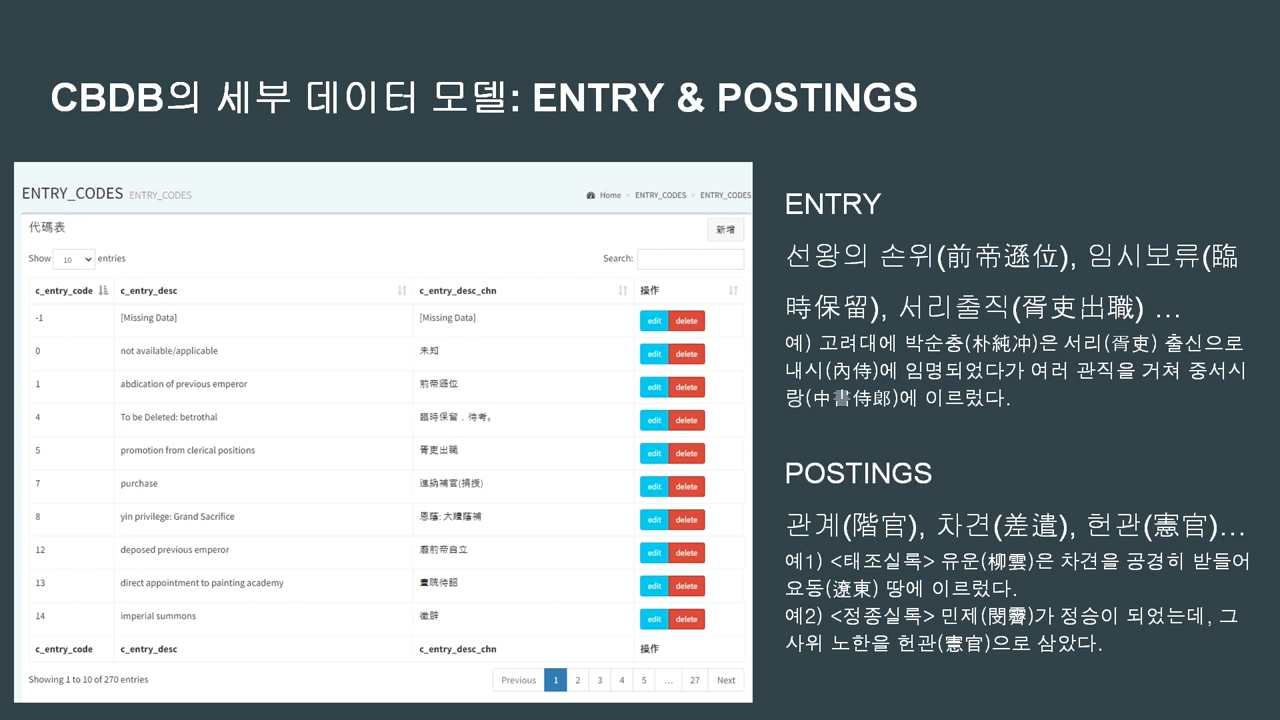 CBDB의 세부 데이터 모델: ENTRY & POSTINGS
ENTRY_CODES ENTRY_CODES
Home > ENTRY_CODES > ENTRY_CODES
代碼表
新增
Show 10 entries
Search:
c_entry_code c_entry_desc c_entry_desc_chn 操作
-1 [Missing Data] [Missing Data] edit delete
0 not available/applicable 未知 edit delete
1 abdication of previous emperor 前帝遜位 edit delete
4 To be Deleted: betrothal 臨時保留，待考。 edit delete
5 promotion from clerical positions 胥吏出職 edit delete
7 purchase 進納補官(捐授) edit delete
8 yin privilege: Grand Sacrifice 恩蔭: 大禮蔭補 edit delete
12 deposed previous emperor 廢前帝自立 edit delete
13 direct appointment to painting academy 畫院待詔 edit delete
14 imperial summons 徵辟 edit delete
c_entry_code c_entry_desc c_entry_desc_chn 操作
Showing 1 to 10 of 270 entries
Previous 1 2 3 4 5 … 27 Next
ENTRY
선왕의 손위(前帝遜位), 임시보류(臨
時保留), 서리출직(胥吏出職) …
예) 고려대에 박순충(朴純冲)은 서리(胥吏) 출신으로
내시(內侍)에 임명되었다가 여러 관직을 거쳐 중서시
랑(中書侍郞)에 이르렀다.
POSTINGS
관계(階官), 차견(差遣), 헌관(憲官)…
예1) <태조실록> 유운(柳雲)은 차견을 공경히 받들어
요동(遼東) 땅에 이르렀다.
예2) <정종실록> 민제(閔霽)가 정승이 되었는데, 그
사위 노한을 헌관(憲官)으로 삼았다.